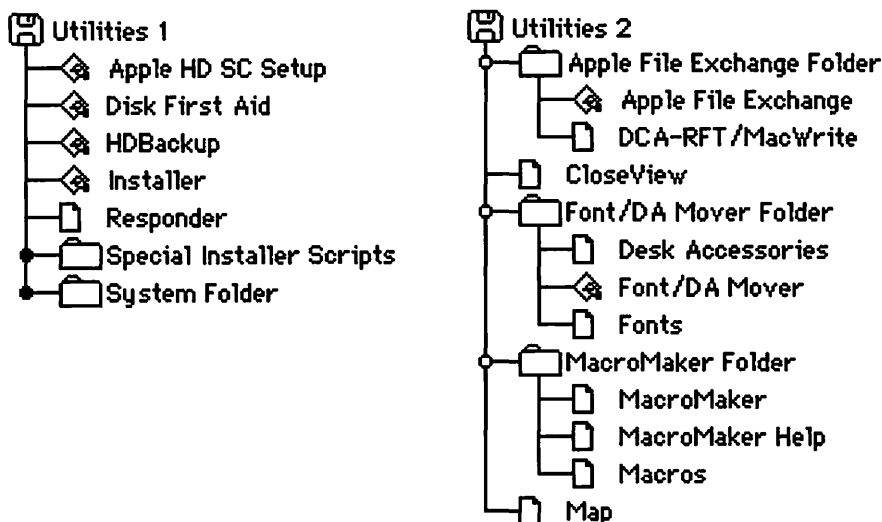 Utilities 1
Apple HD SC Setup
Disk First Aid
HDBackup
Installer
Responder
Special Installer Scripts
System Folder
Utilities 2
Apple File Exchange Folder
Apple File Exchange
DCA-RFT/MacWrite
CloseView
Font/DA Mover Folder
Desk Accessories
Font/DA Mover
Fonts
MacroMaker Folder
MacroMaker
MacroMaker Help
Macros
Map